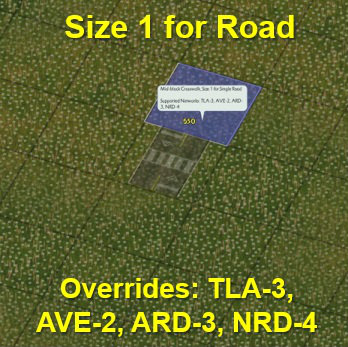 Size 1 for Road
Mid-block Crosswalk, Size 1 for Single Road
Supported Networks: TLA-3, AVE-2, ARD-
3, NRD-4
§50
Overrides: TLA-3,
AVE-2, ARD-3, NRD-4